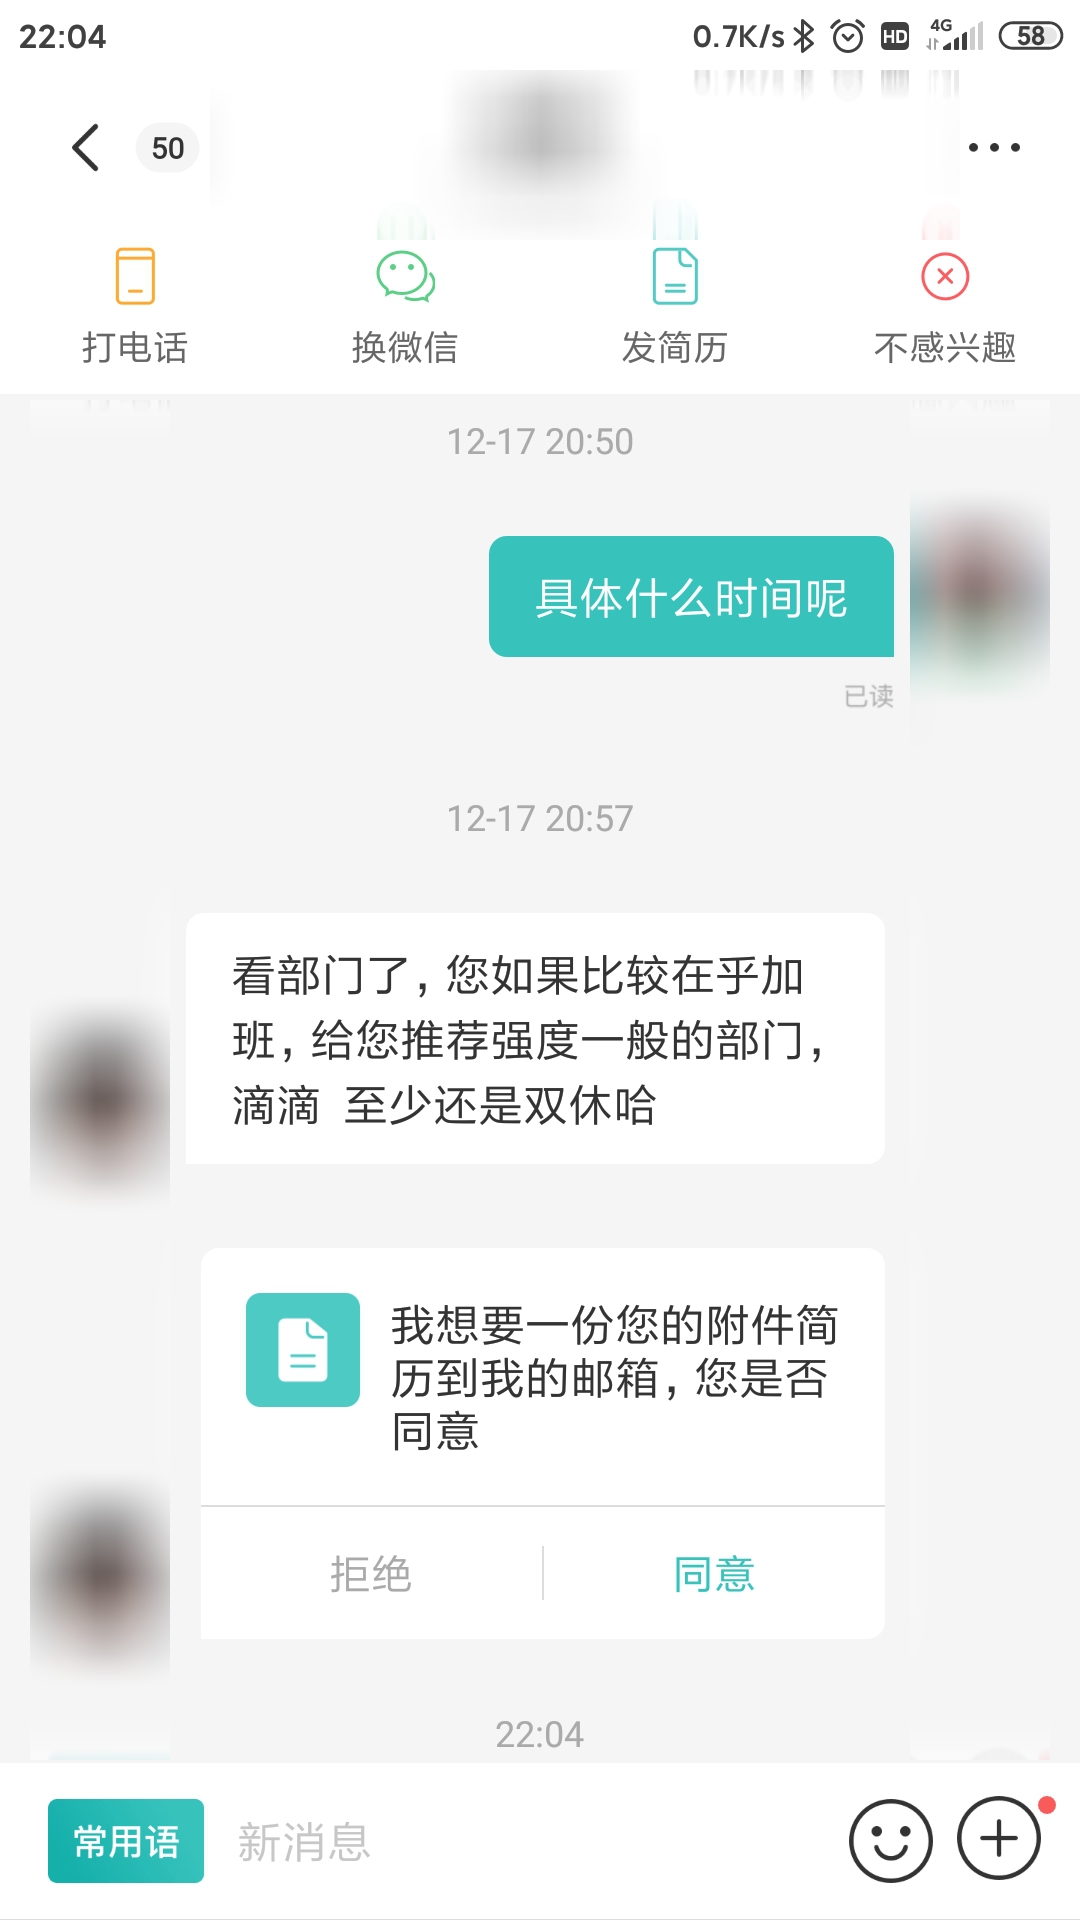 22:04
0.7K/s HD 4G 58
50
打电话 换微信 发简历 不感兴趣
12-17 20:50
具体什么时间呢
已读
12-17 20:57
看部门了，您如果比较在乎加
班，给您推荐强度一般的部门，
滴滴 至少还是双休哈
我想要一份您的附件简
历到我的邮箱，您是否
同意
拒绝 同意
22:04
常用语 新消息